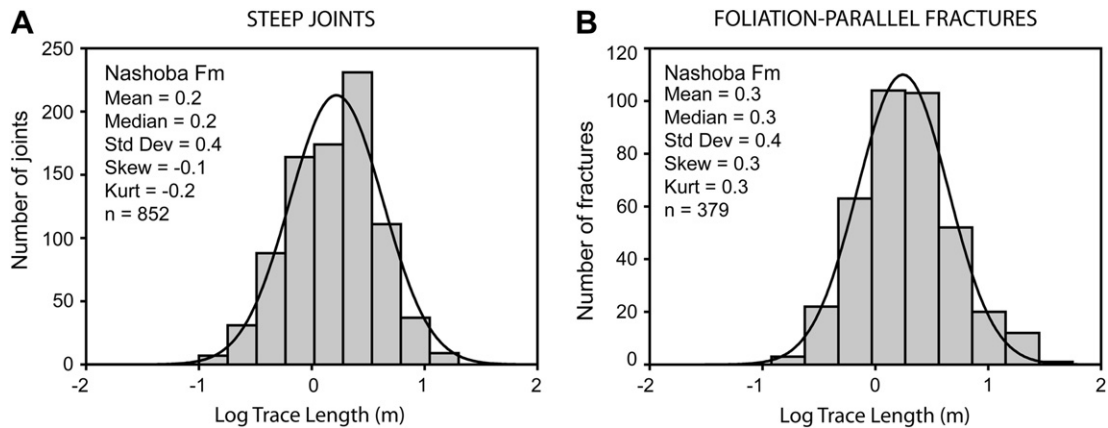 A
STEEP JOINTS
250
200
150
100
50
0
Number of joints
Nashoba Fm
Mean = 0.2
Median = 0.2
Std Dev = 0.4
Skew = -0.1
Kurt = -0.2
n = 852
-2
-1
0
1
2
Log Trace Length (m)
B
FOLIATION-PARALLEL FRACTURES
120
100
80
60
40
20
0
Number of fractures
Nashoba Fm
Mean = 0.3
Median = 0.3
Std Dev = 0.4
Skew = 0.3
Kurt = 0.3
n = 379
-2
-1
0
1
2
Log Trace Length (m)